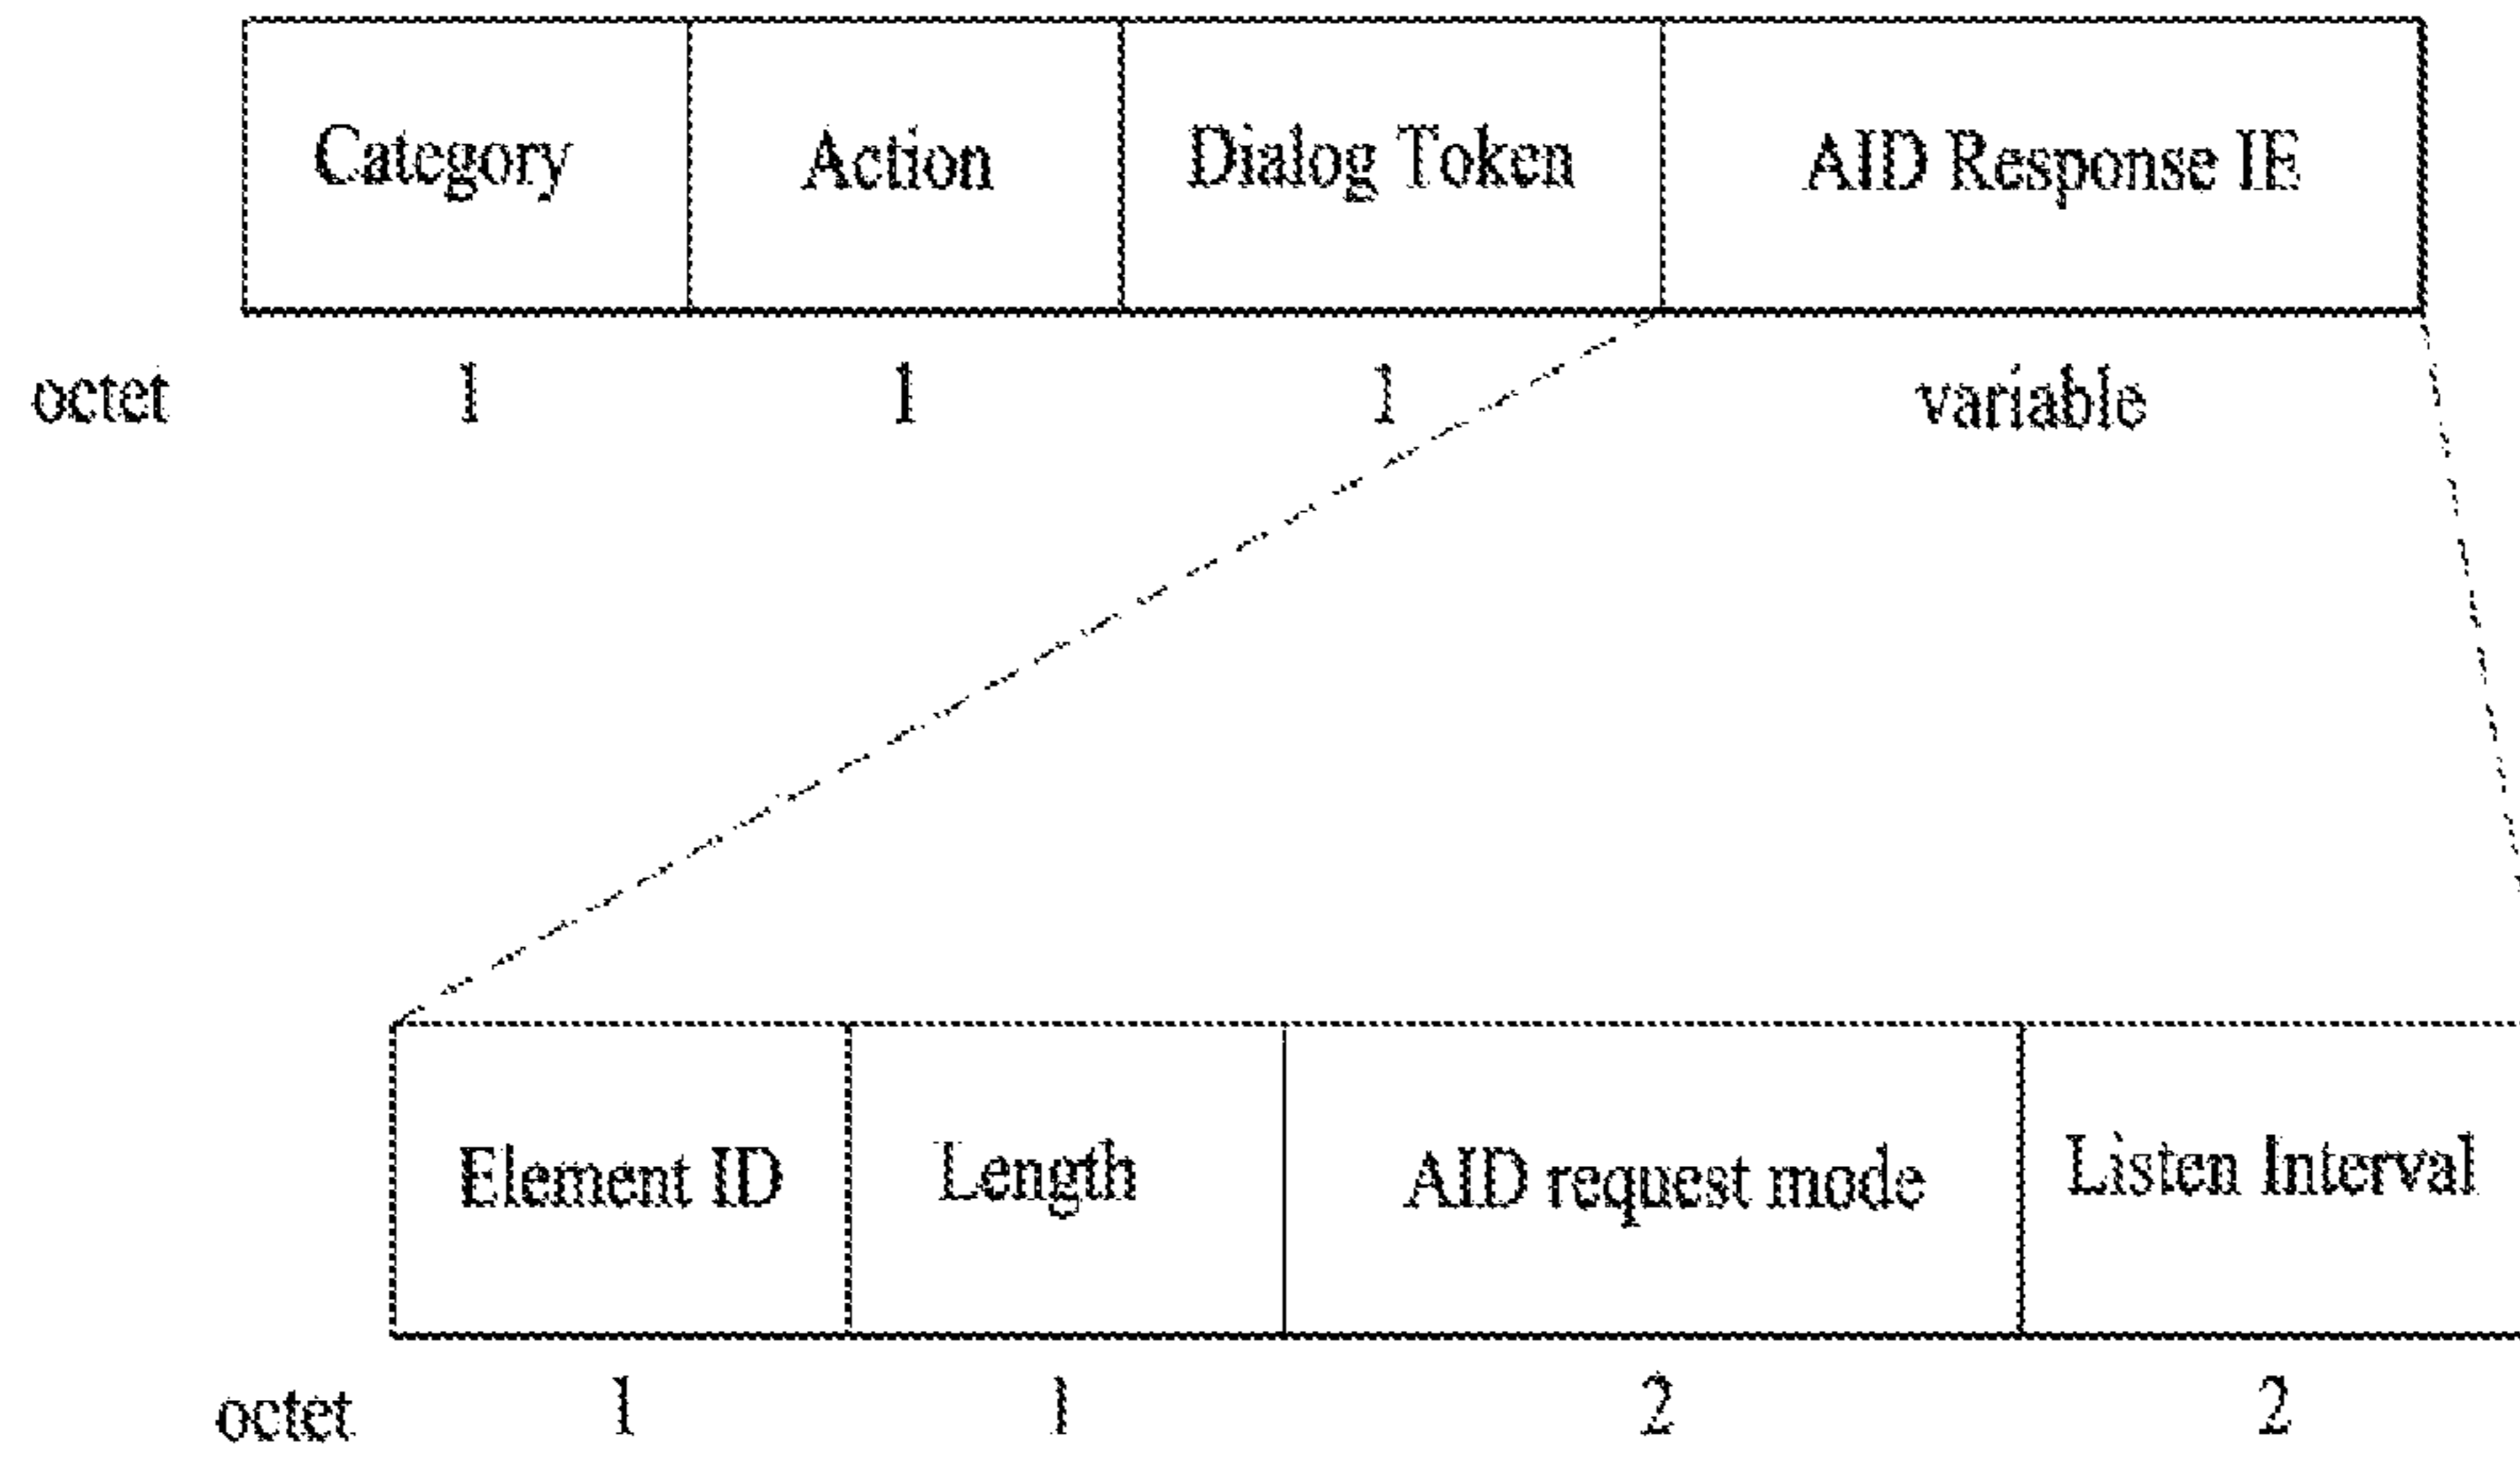 Category Action Dialog Token AID Response IE
octet 1 1 1 variable
Element ID Length AID request mode Listen Interval
octet 1 1 2 2